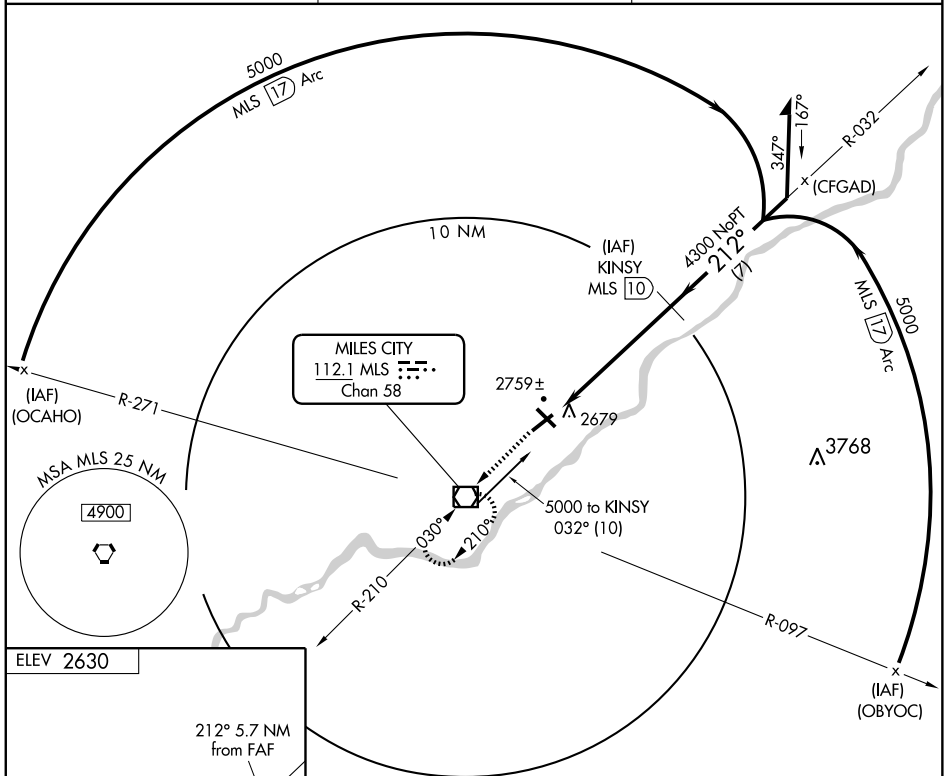 5000
MLS 17 Arc
347°
167°
R-032
(CFGAD)
4300 NoPT
212°
(7)
10 NM
(IAF)
KINSY
MLS 10
5000
MLS 17 Arc
MILES CITY
112.1 MLS
Chan 58
2759±
2679
3768
(IAF)
(OCAHO)
R-271
MSA MLS 25 NM
4900
5000 to KINSY
032° (10)
030°
210°
R-210
R-097
(IAF)
(OBYOC)
ELEV 2630
212° 5.7 NM
from FAF